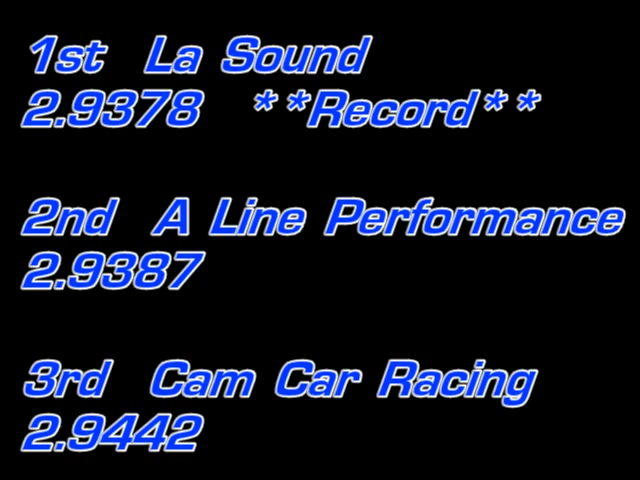 1st La Sound
2.9378 **Record**
2nd A Line Performance
2.9387
3rd Cam Car Racing
2.9442